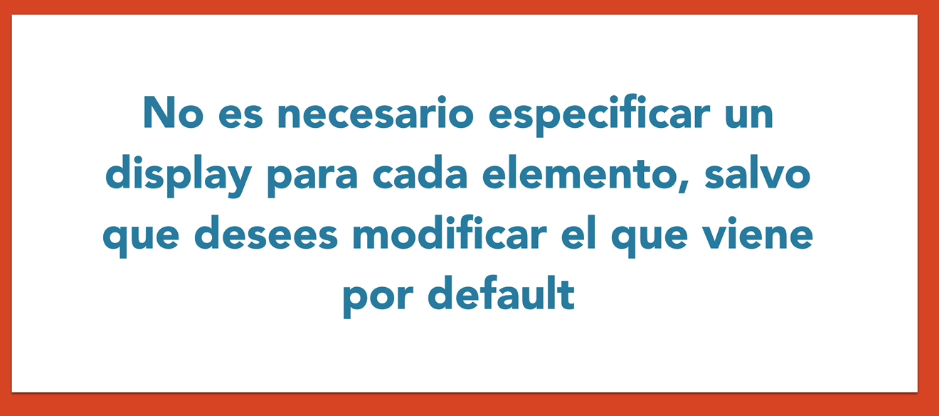 No es necesario especificar un
display para cada elemento, salvo
que desees modificar el que viene
por default